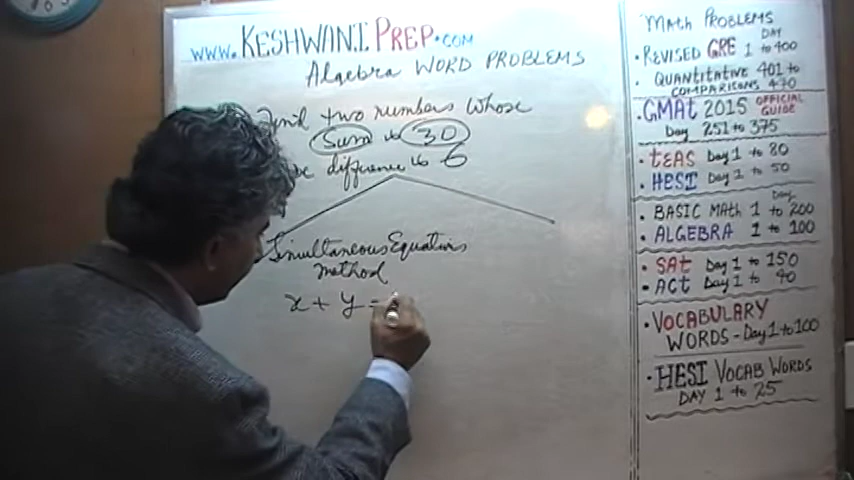 www.KESHWANI PREP.COM
Algebra WORD PROBLEMS
Find two numbers whose
Sum is 30
difference is 6
Simultaneous Equations
method
x + y =
Math PROBLEMS
DAY
• REVISED GRE 1 to 400
• QUANTITATIVE 401 to
COMPARISONS 470
• GMAt 2015 OFFICIAL GUIDE
Day 251 to 375
• tEAS Day 1 to 80
• HESI Day 1 to 50
Day
• BASIC MAth 1 to 200
• ALGEBRA 1 to 100
• SAt Day 1 to 150
• ACt Day 1 to 90
• VOCABULARY
WORDS - Day 1 to 100
• HESI VOCAB WORDS
DAY 1 to 25